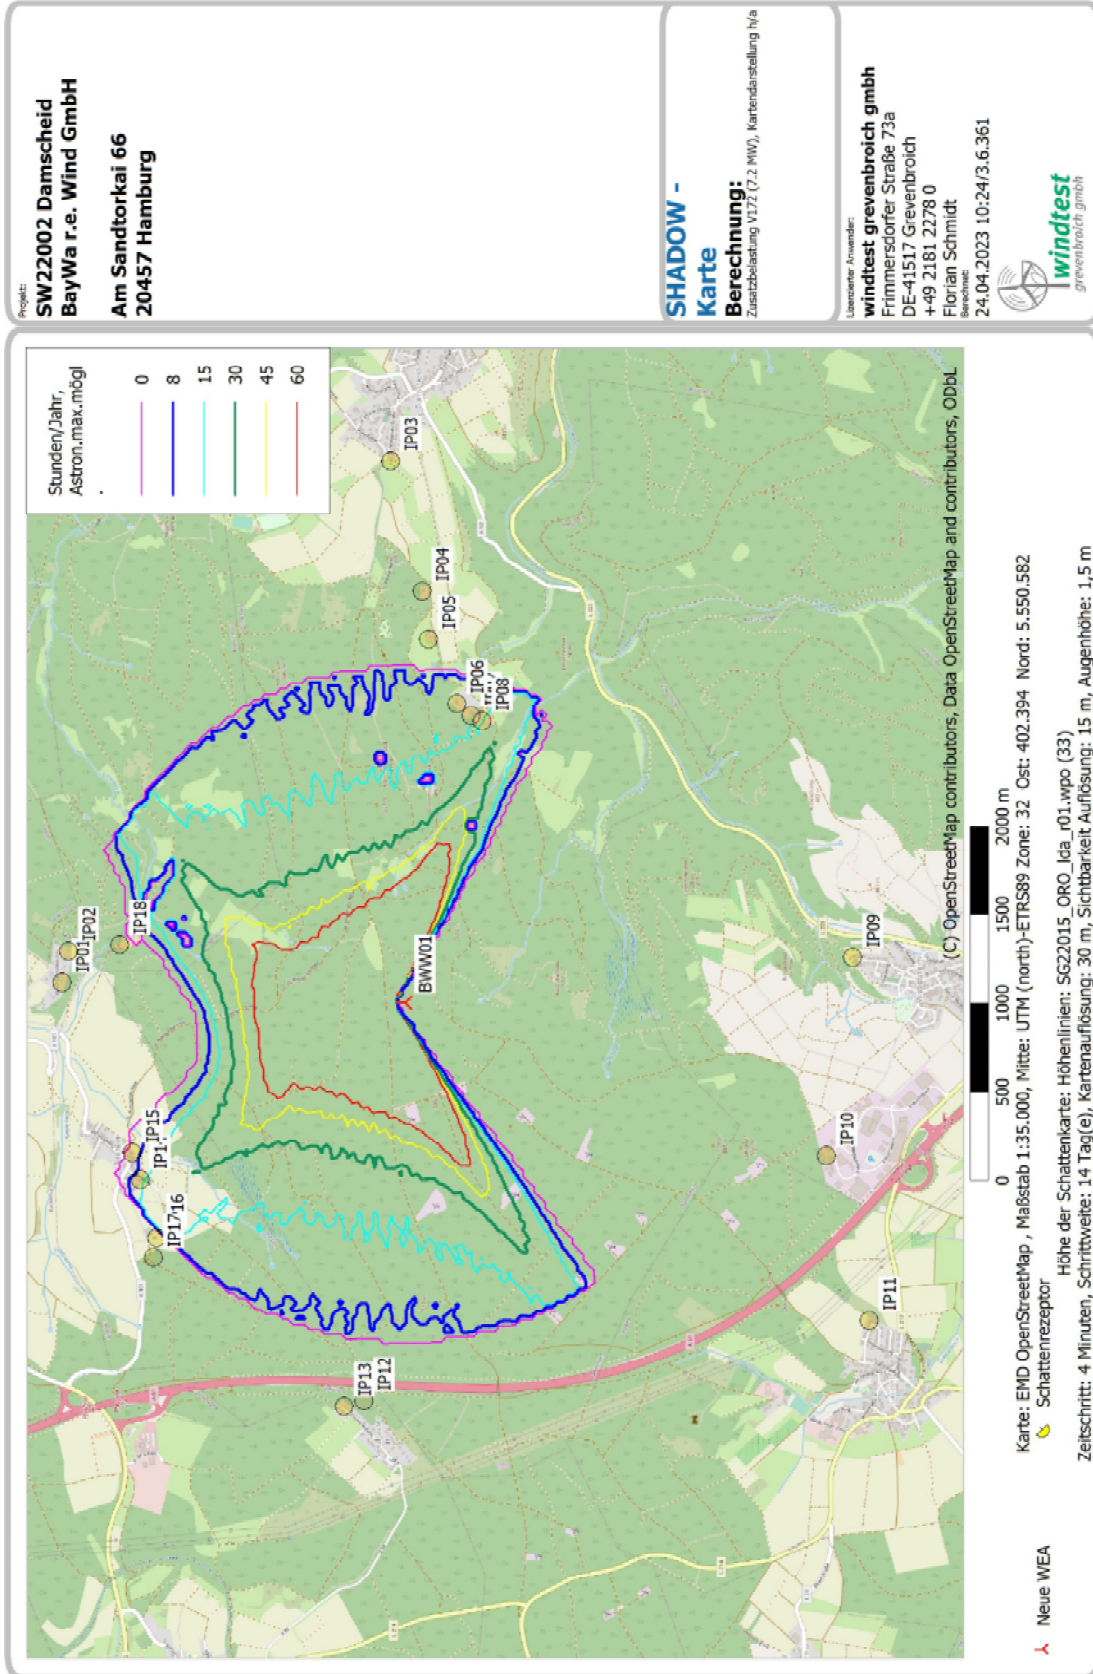 Projekt:
SW22002 Damscheid
BayWa r.e. Wind GmbH
Am Sandtorkai 66
20457 Hamburg
SHADOW -
Karte
Berechnung:
Zusatzbelastung V172 (7.2 MW), Kartendarstellung h/a
Lizenzierter Anwender:
windtest grevenbroich gmbh
Frimmersdorfer Straße 73a
DE-41517 Grevenbroich
+49 2181 2278 0
Florian Schmidt
Berechnet:
24.04.2023 10:24/3.6.361
windtest
grevenbroich gmbh
Stunden/Jahr,
Astron.max.mögl
.
0
8
15
30
45
60
IP01
IP02
IP18
IP15
IP1
IP1716
IP13
IP12
IP03
IP04
IP05
IP06
IP08
BWW01
IP09
IP10
IP11
(C) OpenStreetMap contributors, Data OpenStreetMap and contributors, ODbL
0 500 1000 1500 2000 m
Karte: EMD OpenStreetMap , Maßstab 1:35.000, Mitte: UTM (north)-ETRS89 Zone: 32 Ost: 402.394 Nord: 5.550.582
Neue WEA
Schattenrezeptor
Höhe der Schattenkarte: Höhenlinien: SG22015_ORO_lda_r01.wpo (33)
Zeitschritt: 4 Minuten, Schrittweite: 14 Tag(e), Kartenauflösung: 30 m, Sichtbarkeit Auflösung: 15 m, Augenhöhe: 1,5 m